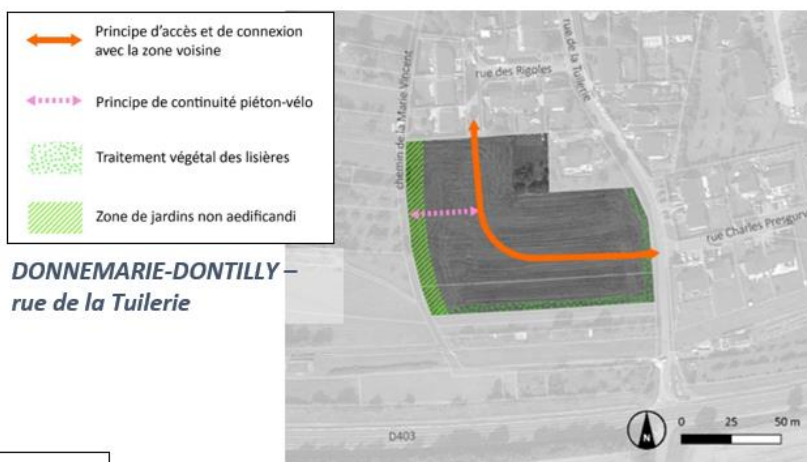 Principe d'accès et de connexion
avec la zone voisine
Principe de continuité piéton-vélo
Traitement végétal des lisières
Zone de jardins non aedificandi
DONNEMARIE-DONTILLY –
rue de la Tuilerie
chemin de la Marie Vincent
rue des Rigoles
rue de la Tuilerie
rue Charles Presgurv
D403
N
0 25 50 m